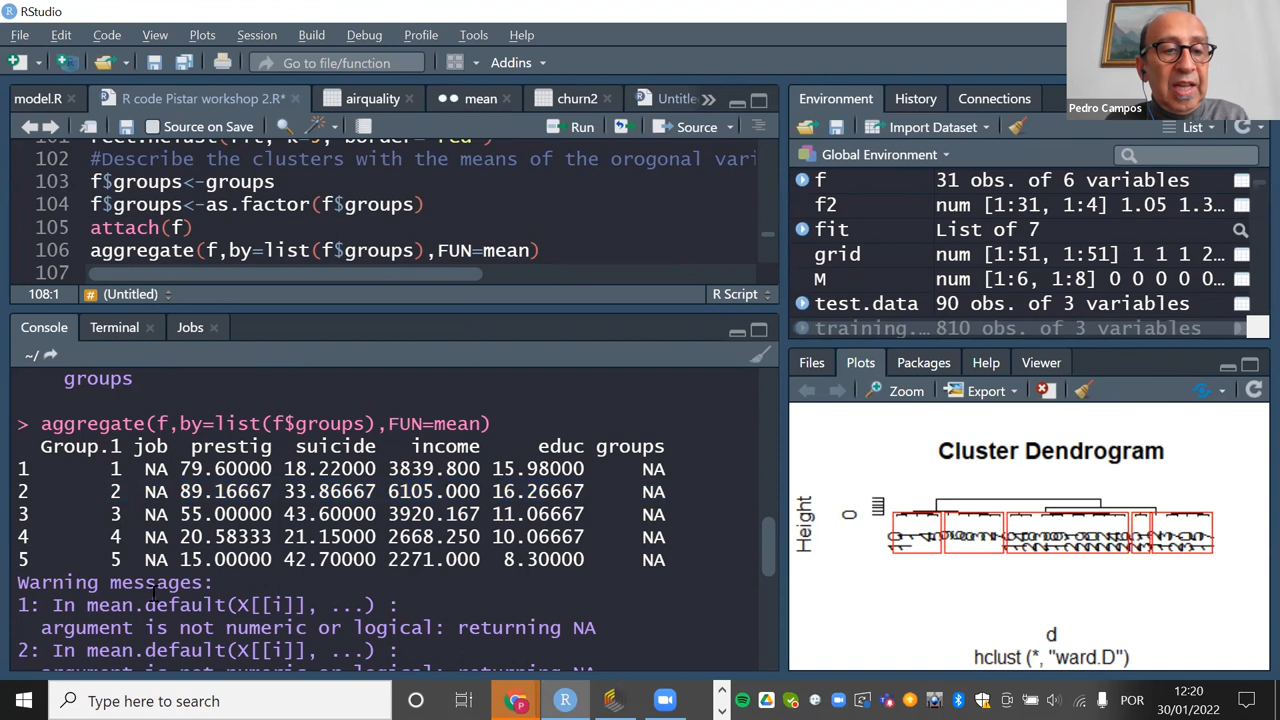 RStudio
File Edit Code View Plots Session Build Debug Profile Tools Help
Go to file/function
Addins
Pedro Campos
model.R
R code Pistar workshop 2.R*
airquality
mean
churn2
Untitle
Source on Save
Run
Source
102 #Describe the clusters with the means of the orogonal vari
103 f$groups<-groups
104 f$groups<-as.factor(f$groups)
105 attach(f)
106 aggregate(f,by=list(f$groups),FUN=mean)
107
108:1 (Untitled) R Script
Console Terminal Jobs
~/
groups
> aggregate(f,by=list(f$groups),FUN=mean)
Group.1 job prestig suicide income educ groups
1 1 NA 79.60000 18.22000 3839.800 15.98000 NA
2 2 NA 89.16667 33.86667 6105.000 16.26667 NA
3 3 NA 55.00000 43.60000 3920.167 11.06667 NA
4 4 NA 20.58333 21.15000 2668.250 10.06667 NA
5 5 NA 15.00000 42.70000 2271.000 8.30000 NA
Warning messages:
1: In mean.default(X[[i]], ...) :
argument is not numeric or logical: returning NA
2: In mean.default(X[[i]], ...) :
Environment History Connections
Import Dataset
List
Global Environment
f 31 obs. of 6 variables
f2 num [1:31, 1:4] 1.05 1.3...
fit List of 7
grid num [1:51, 1:51] 1 1 1 2...
M num [1:6, 1:8] 0 0 0 0 0...
test.data 90 obs. of 3 variables
training.... 810 obs. of 3 variables
Files Plots Packages Help Viewer
Zoom
Export
Cluster Dendrogram
Height
0
d
hclust (*, "ward.D")
Type here to search
POR
12:20
30/01/2022